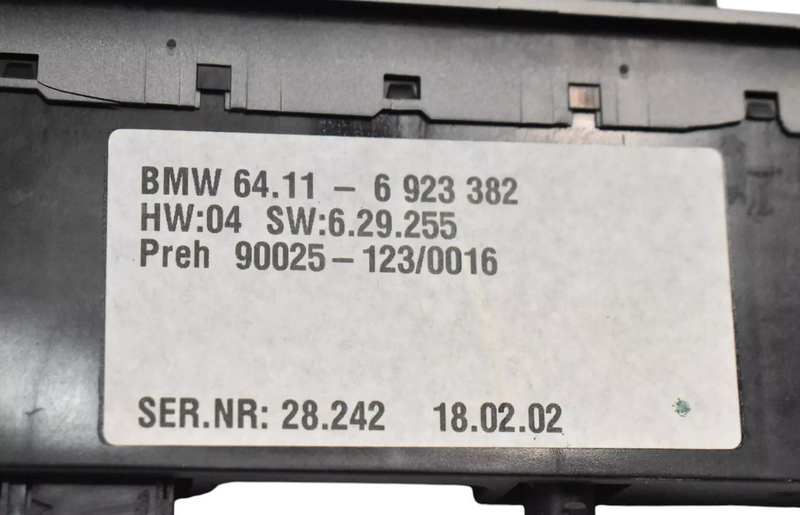 BMW 64.11 - 6 923 382
HW:04 SW:6.29.255
Preh 90025-123/0016
SER.NR: 28.242 18.02.02